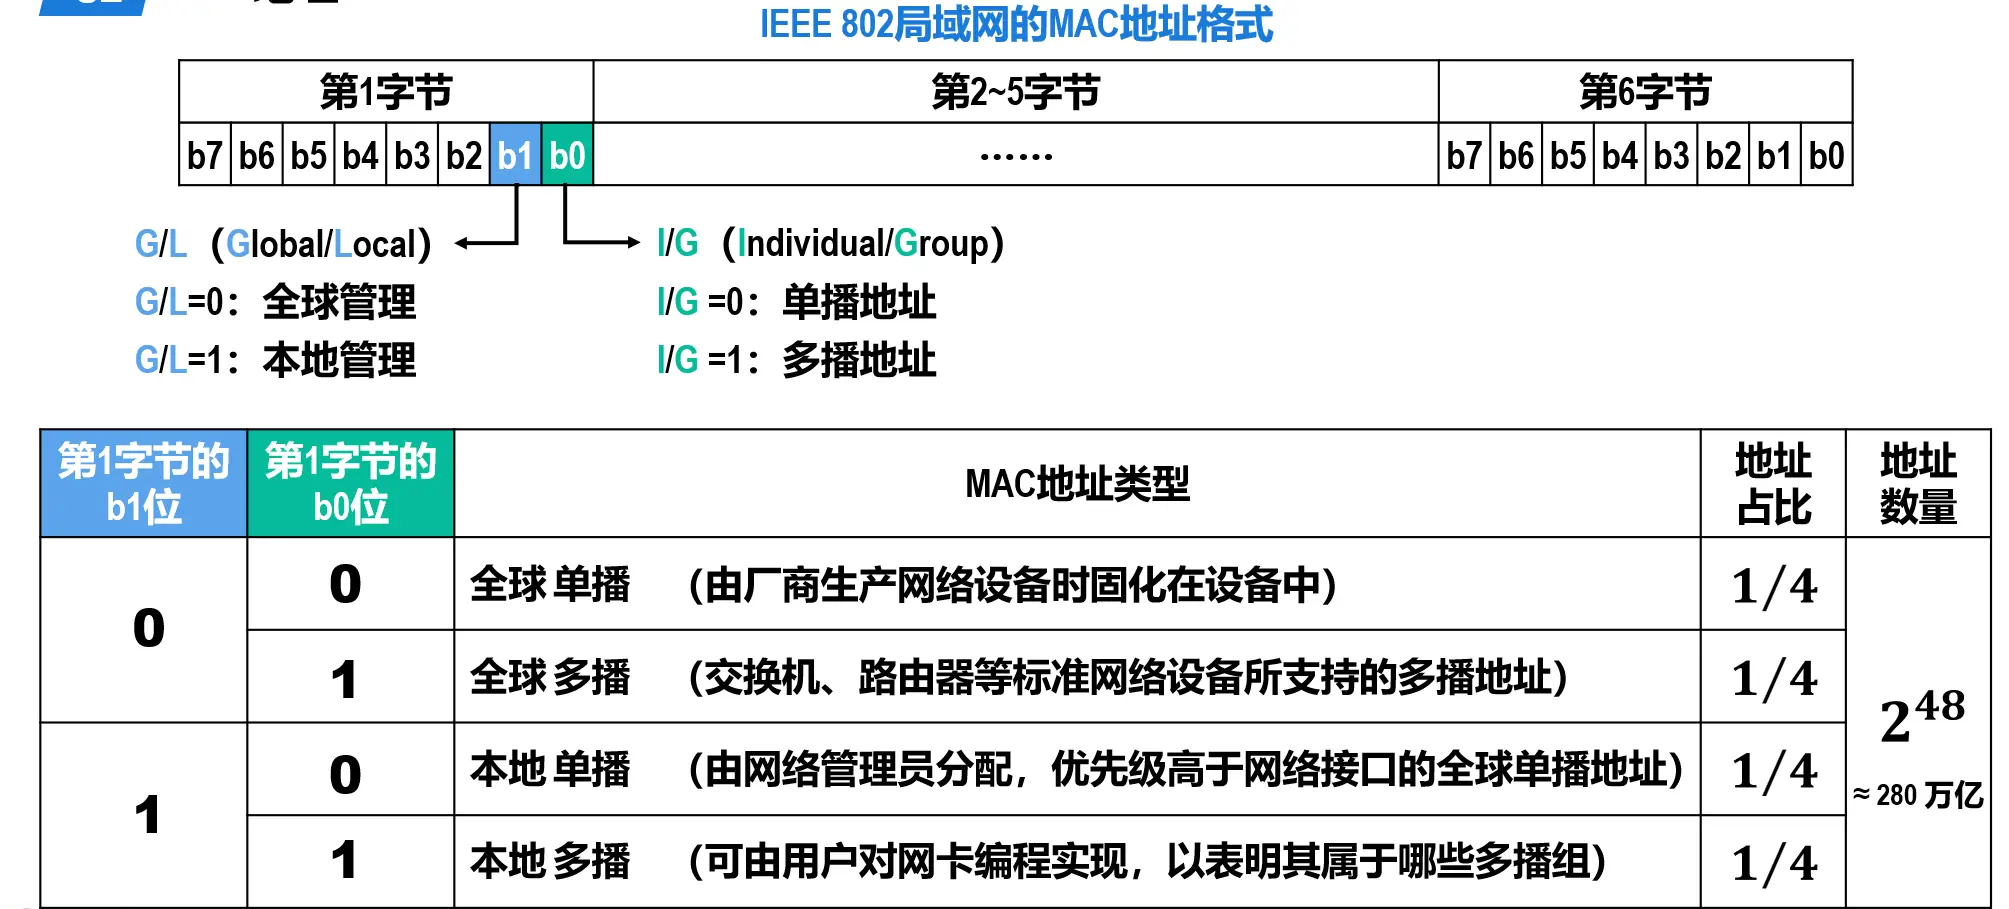 IEEE 802局域网的MAC地址格式
第1字节 第2~5字节 第6字节
b7 b6 b5 b4 b3 b2 b1 b0 …… b7 b6 b5 b4 b3 b2 b1 b0
G/L（Global/Local） I/G（Individual/Group）
G/L=0：全球管理 I/G =0：单播地址
G/L=1：本地管理 I/G =1：多播地址
第1字节的b1位 第1字节的b0位 MAC地址类型 地址占比 地址数量
0 0 全球 单播 （由厂商生产网络设备时固化在设备中） 1/4
1 全球 多播 （交换机、路由器等标准网络设备所支持的多播地址） 1/4
1 0 本地 单播 （由网络管理员分配，优先级高于网络接口的全球单播地址） 1/4
1 本地 多播 （可由用户对网卡编程实现，以表明其属于哪些多播组） 1/4
2^48
≈ 280 万亿